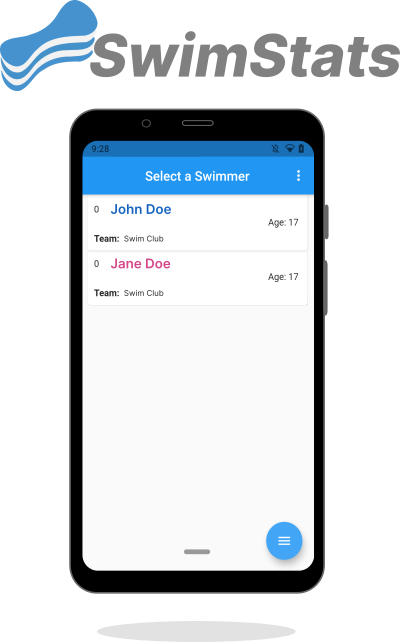 SwimStats
9:28
Select a Swimmer
0 John Doe
Age: 17
Team: Swim Club
0 Jane Doe
Age: 17
Team: Swim Club